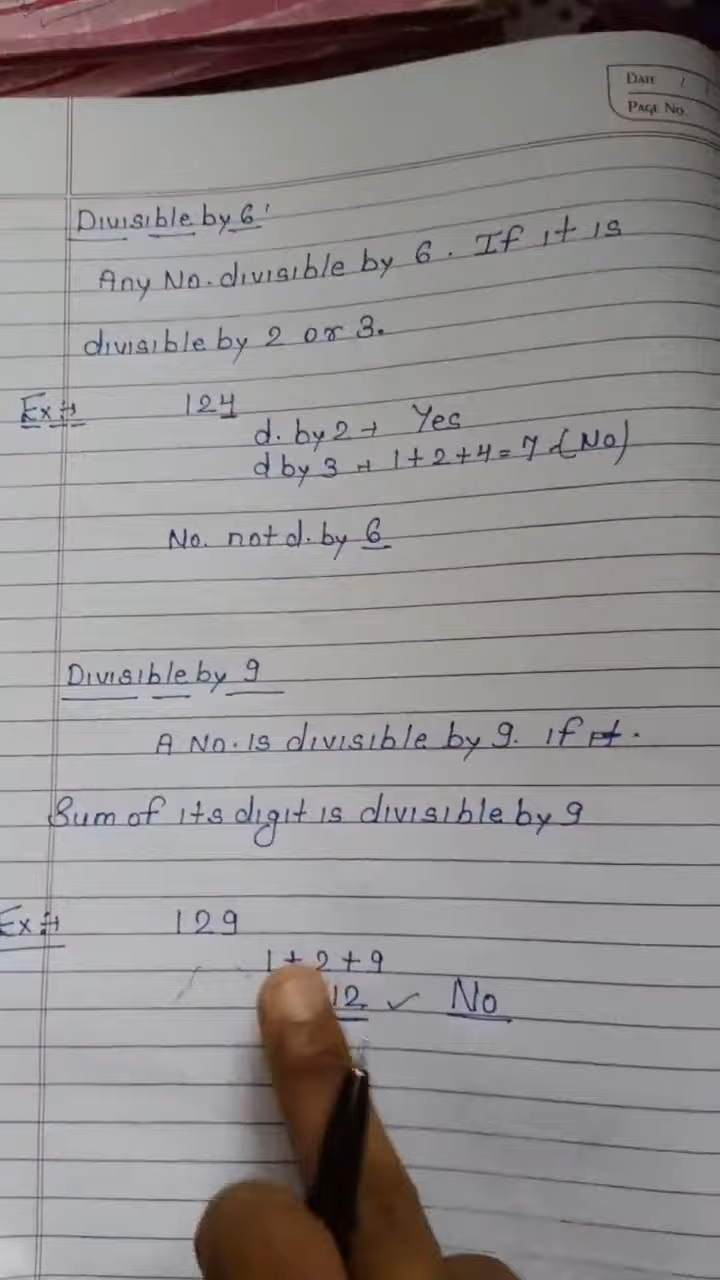 DATE / /
PAGE NO.
Divisible by 6'
Any No. divisible by 6. If it is
divisible by 2 or 3.
Ex:→ 124
d. by 2 → Yes
d by 3 → 1+2+4 = 7 (No)
No. not d. by 6
Divisible by 9
A No. is divisible by 9. if
Sum of its digit is divisible by 9
Ex:→ 129
1+2+9
12 ✓ No